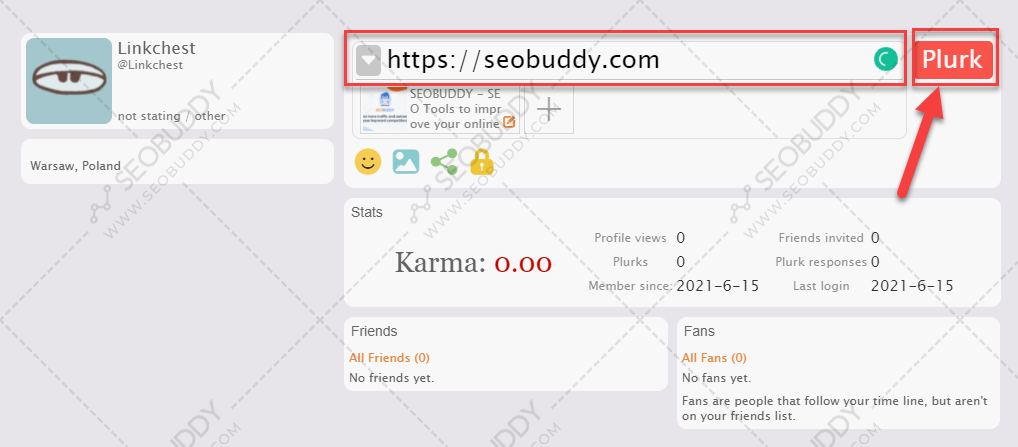 Linkchest
@Linkchest
not stating / other
Warsaw, Poland
https://seobuddy.com
Plurk
SEOBUDDY – SE
O Tools to impr
ove your online
Stats
Karma: 0.00
Profile views 0
Friends invited 0
Plurks 0
Plurk responses 0
Member since: 2021-6-15
Last login 2021-6-15
Friends
All Friends (0)
No friends yet.
Fans
All Fans (0)
No fans yet.
Fans are people that follow your time line, but aren't
on your friends list.
SEOBUDDY
WWW.SEOBUDDY.COM